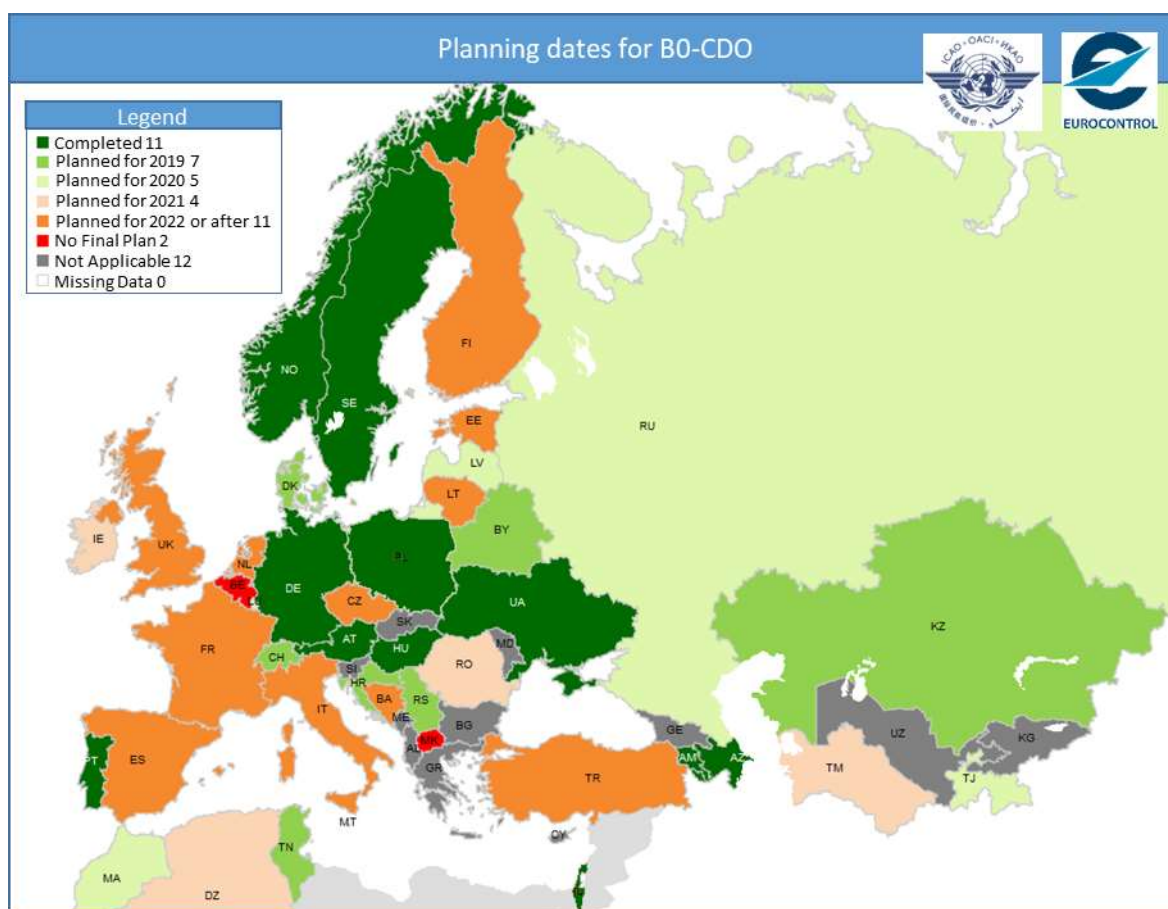 Planning dates for B0-CDO
ICAO · OACI · ИКАО
EUROCONTROL
Legend
Completed 11
Planned for 2019 7
Planned for 2020 5
Planned for 2021 4
Planned for 2022 or after 11
No Final Plan 2
Not Applicable 12
Missing Data 0
NO
SE
FI
RU
EE
LV
LT
DK
BY
IE
UK
NL
BE
DE
PL
CZ
SK
UA
KZ
FR
CH
AT
HU
MD
RO
SI
HR
BA
RS
ME
BG
MK
AL
GR
IT
PT
ES
TR
GE
AM
AZ
UZ
KG
TM
TJ
MT
CY
TN
MA
DZ